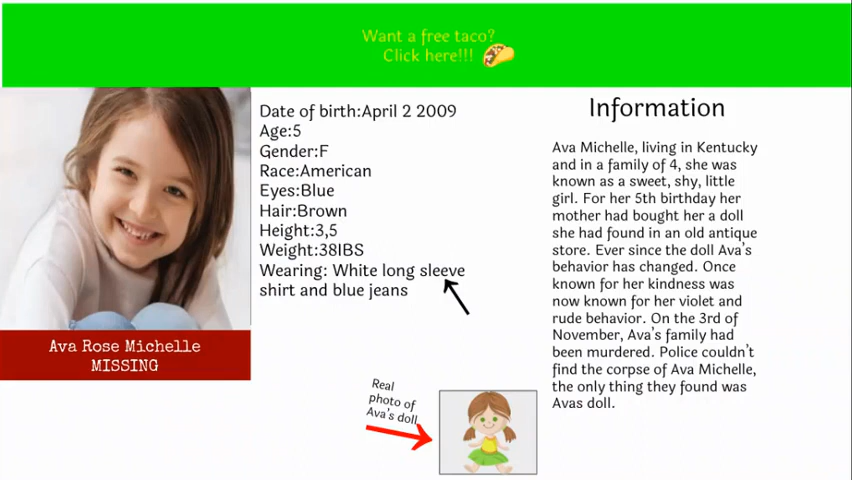 Want a free taco?
Click here!!!
Date of birth:April 2 2009
Age:5
Gender:F
Race:American
Eyes:Blue
Hair:Brown
Height:3,5
Weight:38IBS
Wearing: White long sleeve
shirt and blue jeans
Ava Rose Michelle
MISSING
Real
photo of
Ava's doll
Information
Ava Michelle, living in Kentucky
and in a family of 4, she was
known as a sweet, shy, little
girl. For her 5th birthday her
mother had bought her a doll
she had found in an old antique
store. Ever since the doll Ava's
behavior has changed. Once
known for her kindness was
now known for her violet and
rude behavior. On the 3rd of
November, Ava's family had
been murdered. Police couldn't
find the corpse of Ava Michelle,
the only thing they found was
Avas doll.